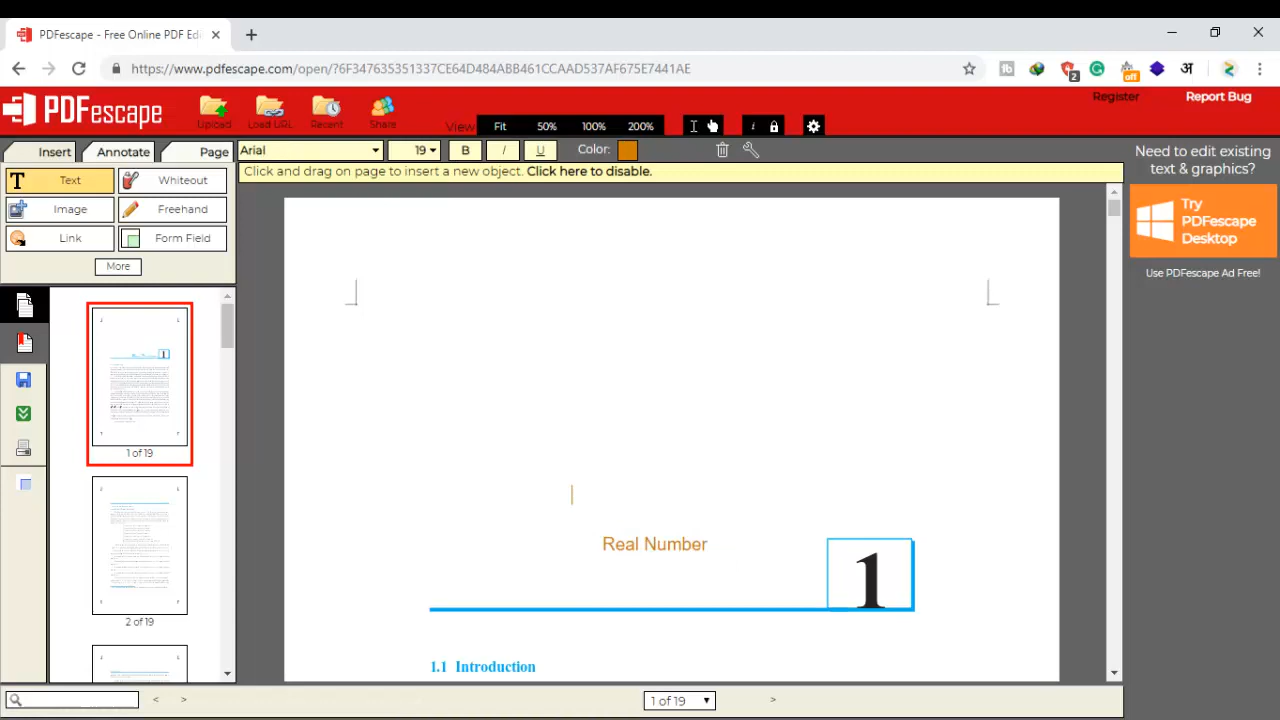 PDFescape - Free Online PDF Ed
https://www.pdfescape.com/open/?6F347635351337CE64D484ABB461CCAAD537AF675E7441AE
2
off
अ
PDFescape
Upload
Load URL
Recent
Share
View
Fit
50%
100%
200%
Register
Report Bug
Insert
Annotate
Page
Arial
19
B
I
U
Color:
Text
Whiteout
Image
Freehand
Link
Form Field
More
Click and drag on page to insert a new object. Click here to disable.
Need to edit existing
text & graphics?
Try
PDFescape
Desktop
Use PDFescape Ad Free!
1 of 19
2 of 19
Real Number
1
1.1 Introduction
<
>
1 of 19
>